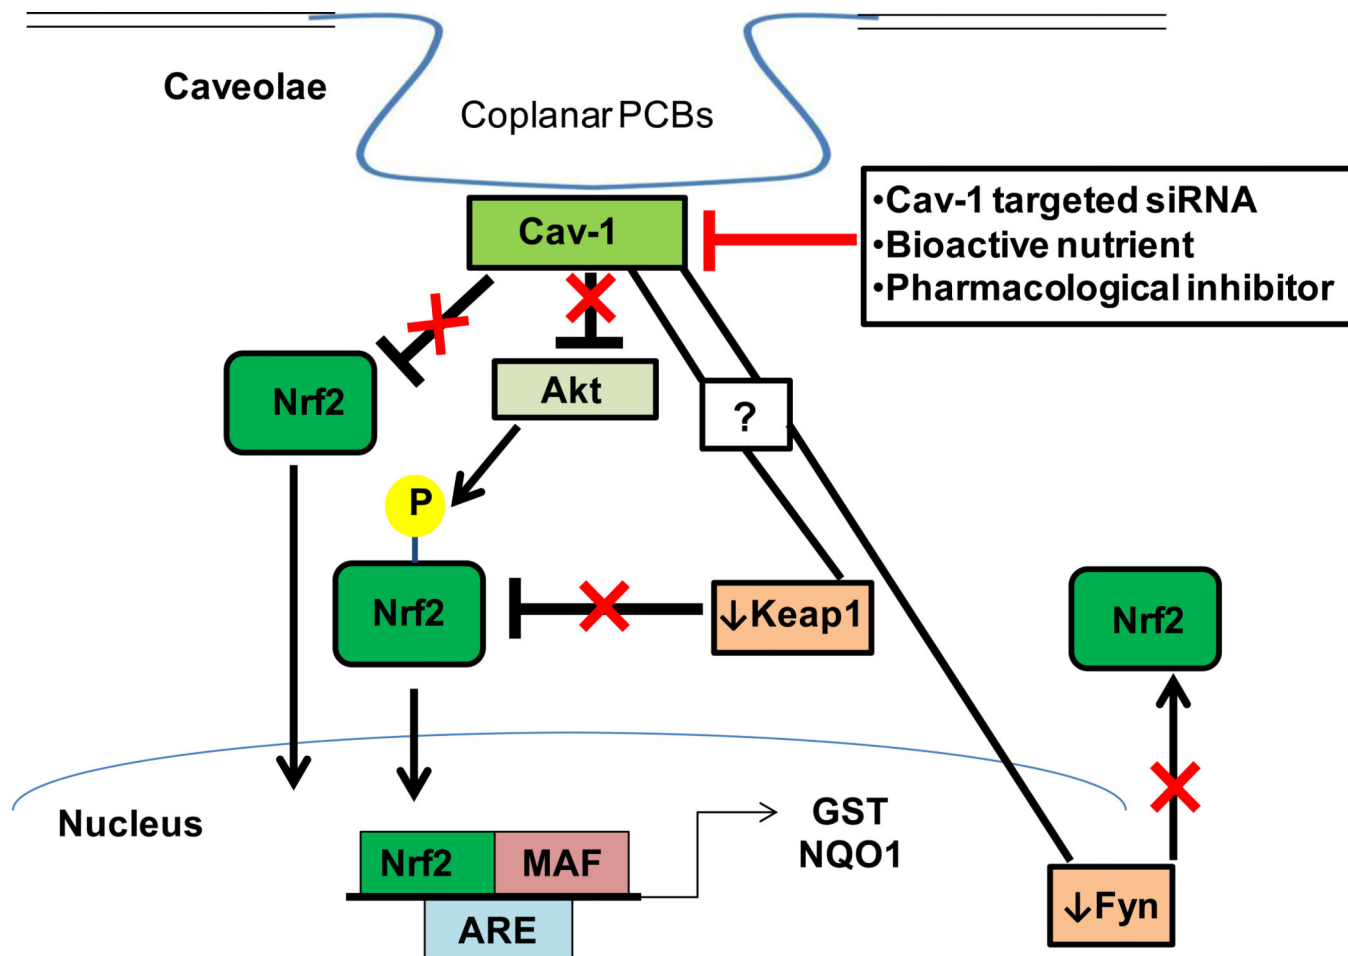 Caveolae
Coplanar PCBs
Cav-1
•Cav-1 targeted siRNA
•Bioactive nutrient
•Pharmacological inhibitor
Nrf2
Akt
?
P
Nrf2
↓Keap1
Nrf2
Nucleus
GST
NQO1
Nrf2
MAF
ARE
↓Fyn